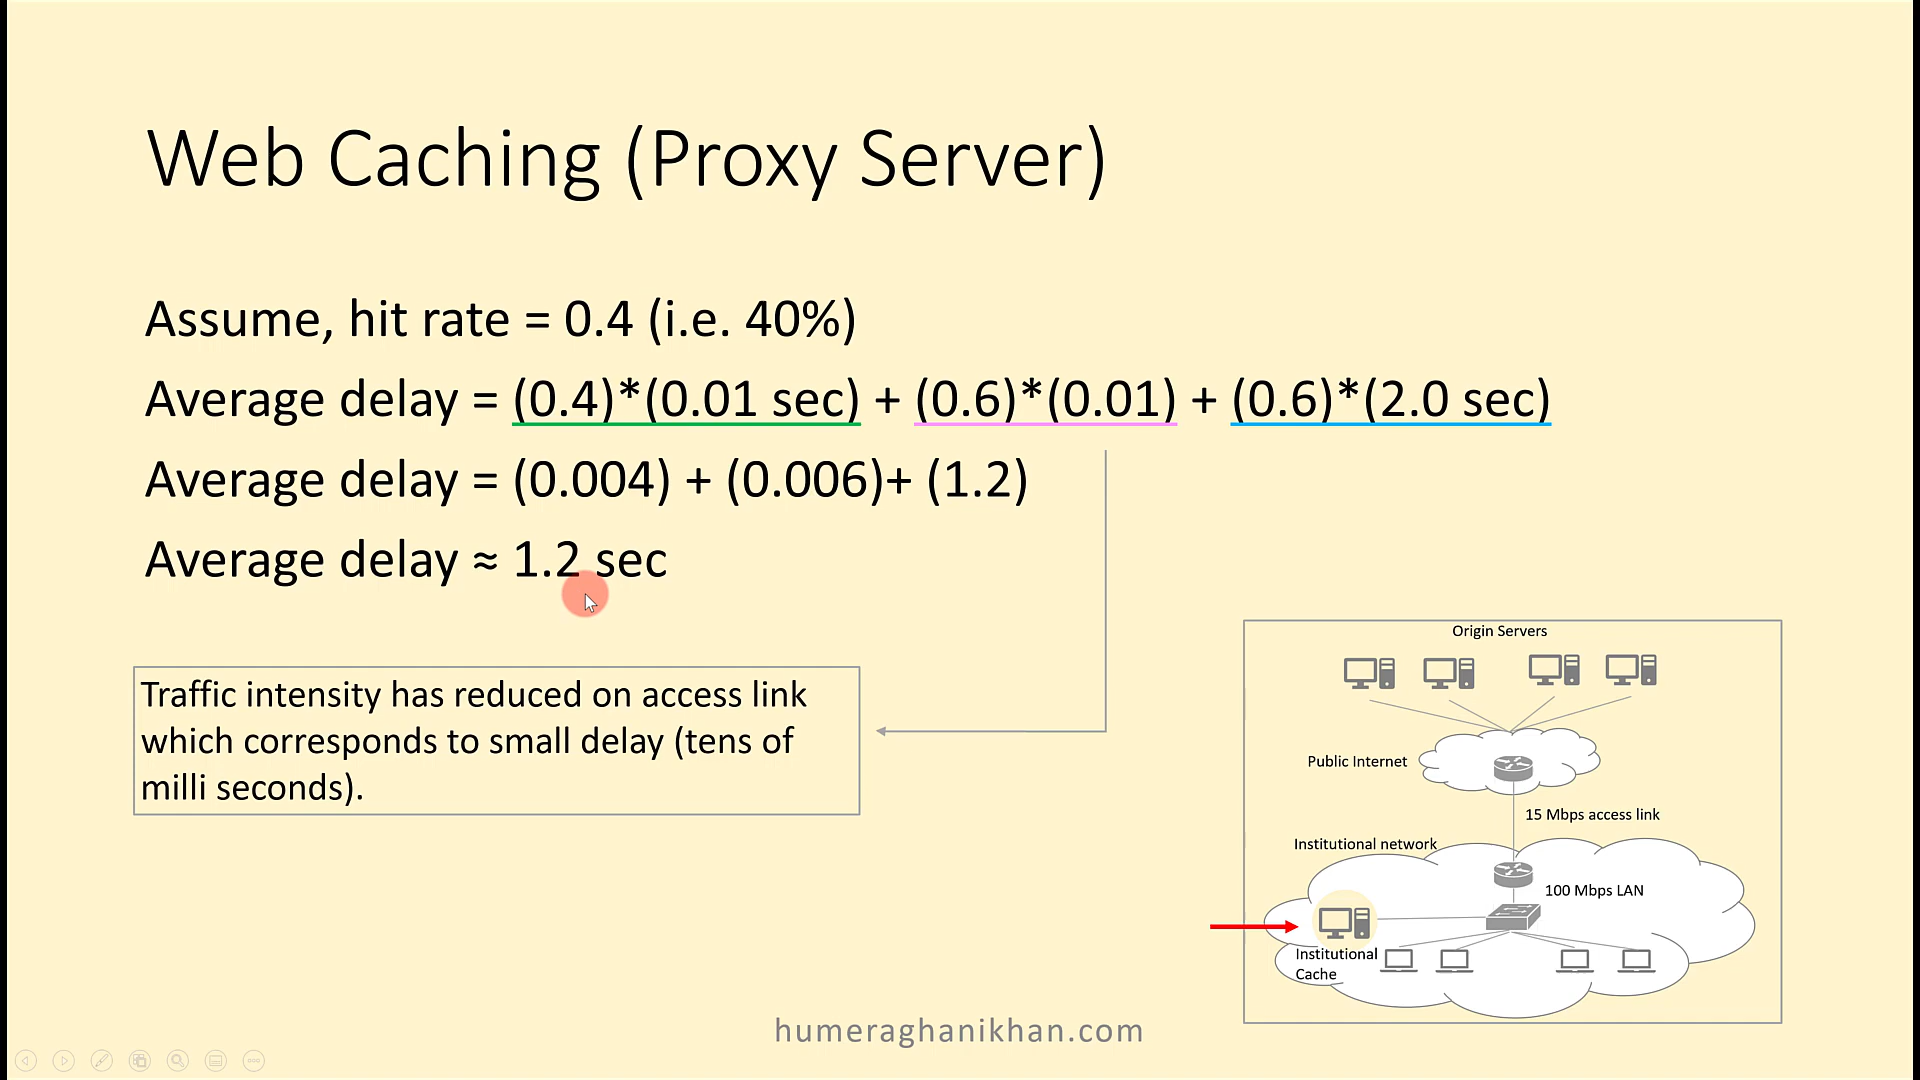 Web Caching (Proxy Server)
Assume, hit rate = 0.4 (i.e. 40%)
Average delay = (0.4)*(0.01 sec) + (0.6)*(0.01) + (0.6)*(2.0 sec)
Average delay = (0.004) + (0.006)+ (1.2)
Average delay ≈ 1.2 sec
Traffic intensity has reduced on access link
which corresponds to small delay (tens of
milli seconds).
Origin Servers
Public Internet
15 Mbps access link
Institutional network
100 Mbps LAN
Institutional
Cache
humeraghanikhan.com